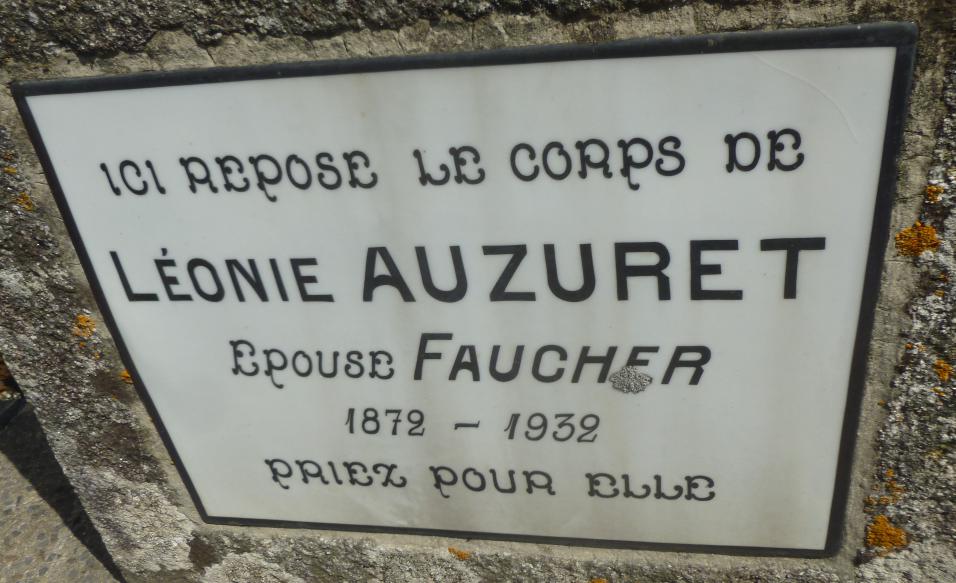 ICI REPOSE LE CORPS DE
LÉONIE AUZURET
EPOUSE FAUCHER
1872 - 1932
PRIEZ POUR ELLE